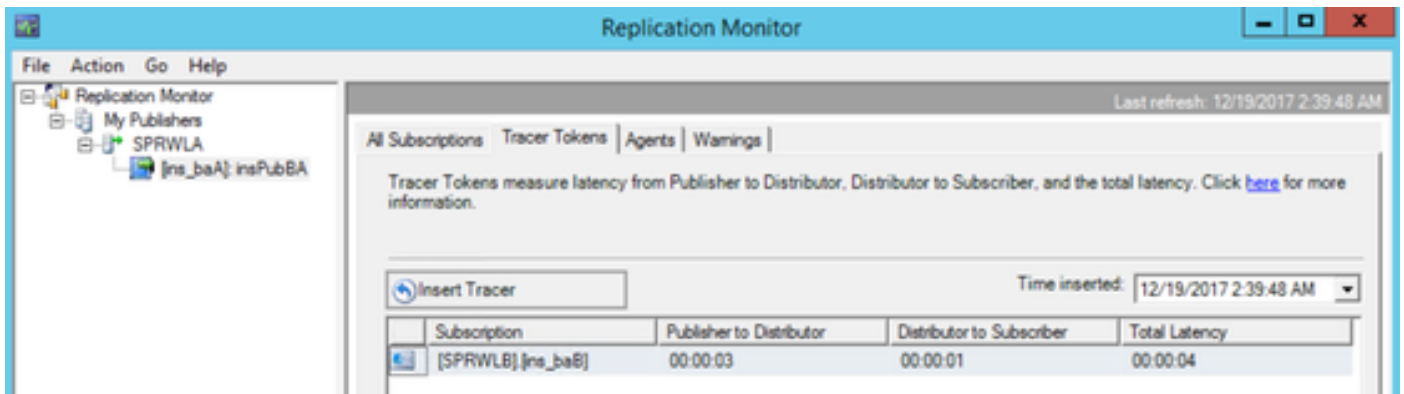 Replication Monitor
File Action Go Help
Replication Monitor
My Publishers
SPRWLA
[ins_baA]: insPubBA
Last refresh: 12/19/2017 2:39:48 AM
All Subscriptions Tracer Tokens Agents Warnings
Tracer Tokens measure latency from Publisher to Distributor, Distributor to Subscriber, and the total latency. Click here for more
information.
Insert Tracer
Time inserted: 12/19/2017 2:39:48 AM
Subscription Publisher to Distributor Distributor to Subscriber Total Latency
[SPRWLB].[ins_baB] 00:00:03 00:00:01 00:00:04